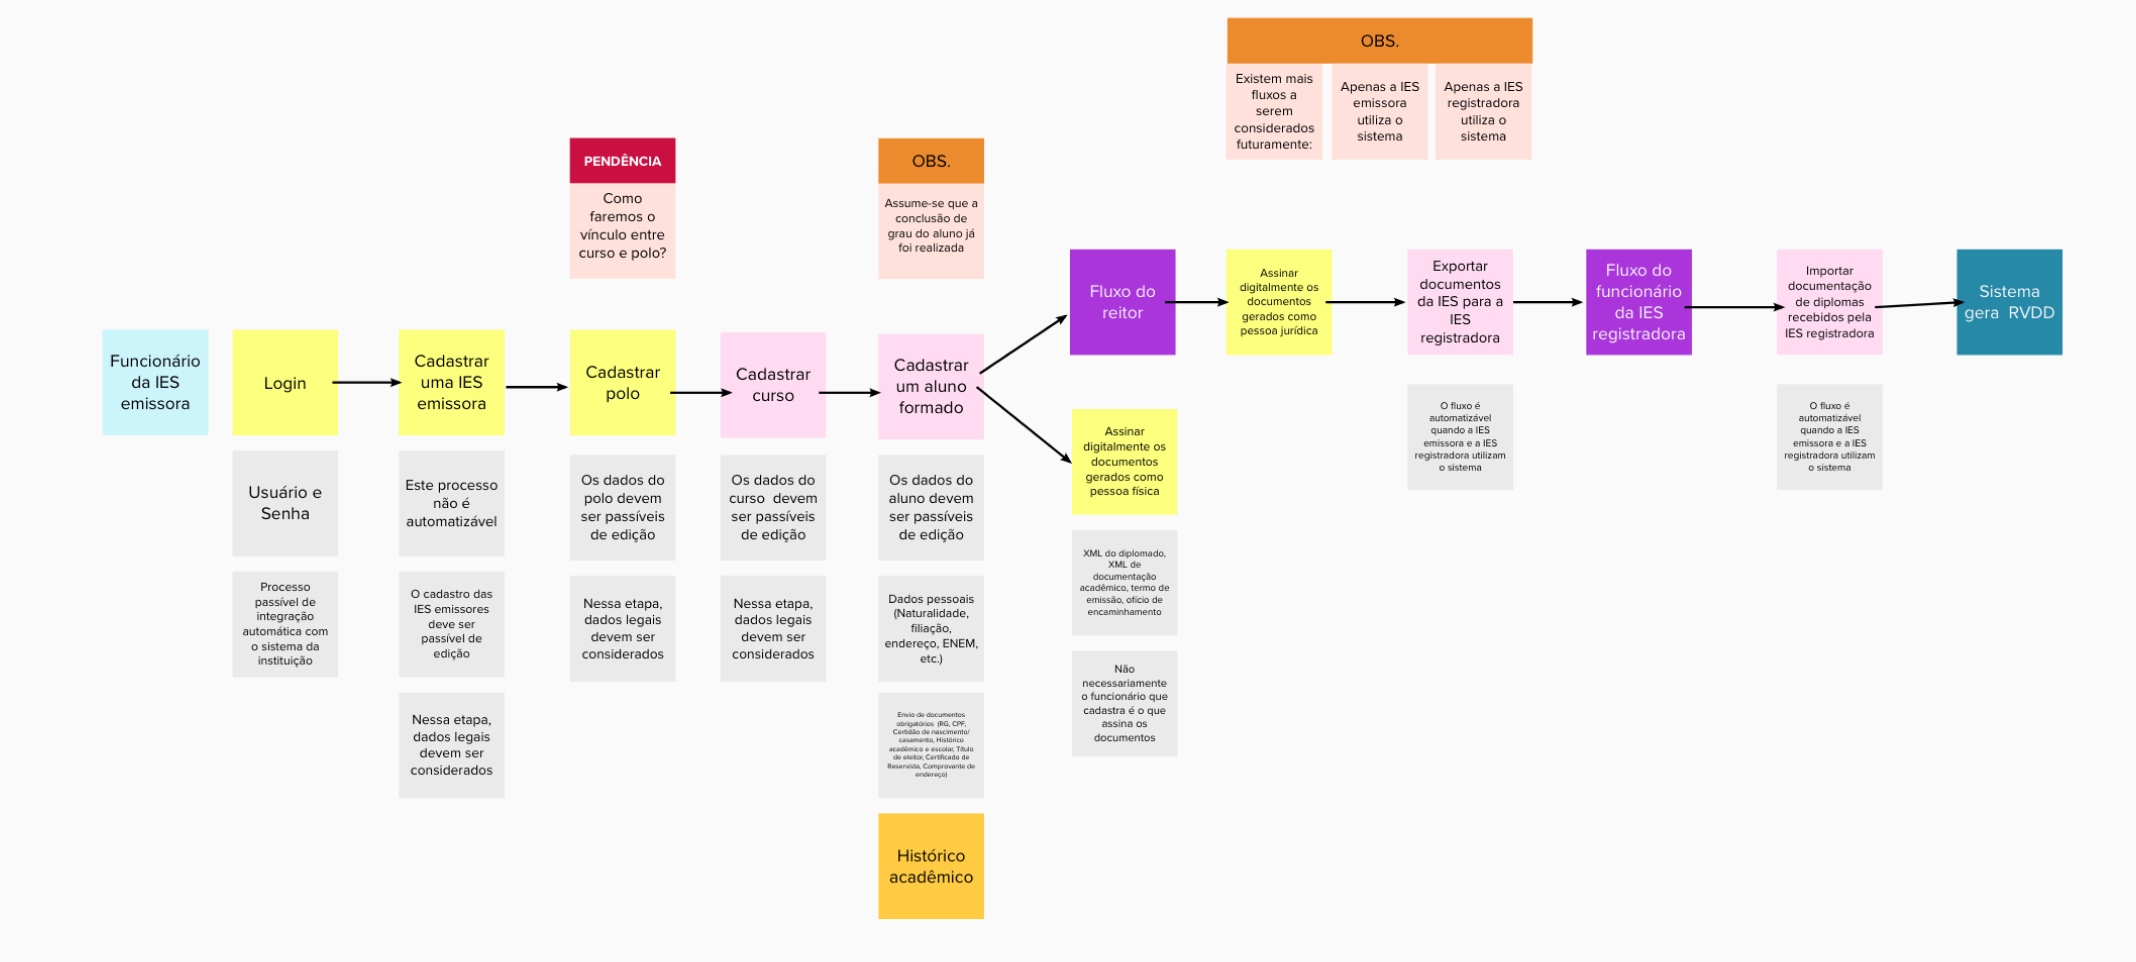 OBS.
Existem mais
fluxos a
serem
considerados
futuramente:
Apenas a IES
emissora
utiliza o
sistema
Apenas a IES
registradora
utiliza o
sistema
PENDÊNCIA
Como
faremos o
vínculo entre
curso e polo?
OBS.
Assume-se que a
conclusão de
grau do aluno já
foi realizada
Funcionário
da IES
emissora
Login
Usuário e
Senha
Processo
passível de
integração
automática com
o sistema da
instituição
Cadastrar
uma IES
emissora
Este processo
não é
automatizável
O cadastro das
IES emissores
deve ser
passível de
edição
Nessa etapa,
dados legais
devem ser
considerados
Cadastrar
polo
Os dados do
polo devem
ser passíveis
de edição
Nessa etapa,
dados legais
devem ser
considerados
Cadastrar
curso
Os dados do
curso devem
ser passíveis
de edição
Nessa etapa,
dados legais
devem ser
considerados
Cadastrar
um aluno
formado
Os dados do
aluno devem
ser passíveis
de edição
Dados pessoais
(Naturalidade,
filiação,
endereço, ENEM,
etc.)
Envio de documentos
obrigatórios (RG, CPF,
Certidão de nascimento/
casamento, Histórico
acadêmico e escolar, Título
de eleitor, Certificado de
Reservista, Comprovante de
endereço)
Histórico
acadêmico
Fluxo do
reitor
Assinar
digitalmente os
documentos
gerados como
pessoa física
XML do diplomado,
XML de
documentação
acadêmico, termo de
emissão, ofício de
encaminhamento
Não
necessariamente
o funcionário que
cadastra é o que
assina os
documentos
Assinar
digitalmente os
documentos
gerados como
pessoa jurídica
Exportar
documentos
da IES para a
IES
registradora
O fluxo é
automatizável
quando a IES
emissora e a IES
registradora utilizam
o sistema
Fluxo do
funcionário
da IES
registradora
Importar
documentação
de diplomas
recebidos pela
IES registradora
O fluxo é
automatizável
quando a IES
emissora e a IES
registradora utilizam
o sistema
Sistema
gera RVDD